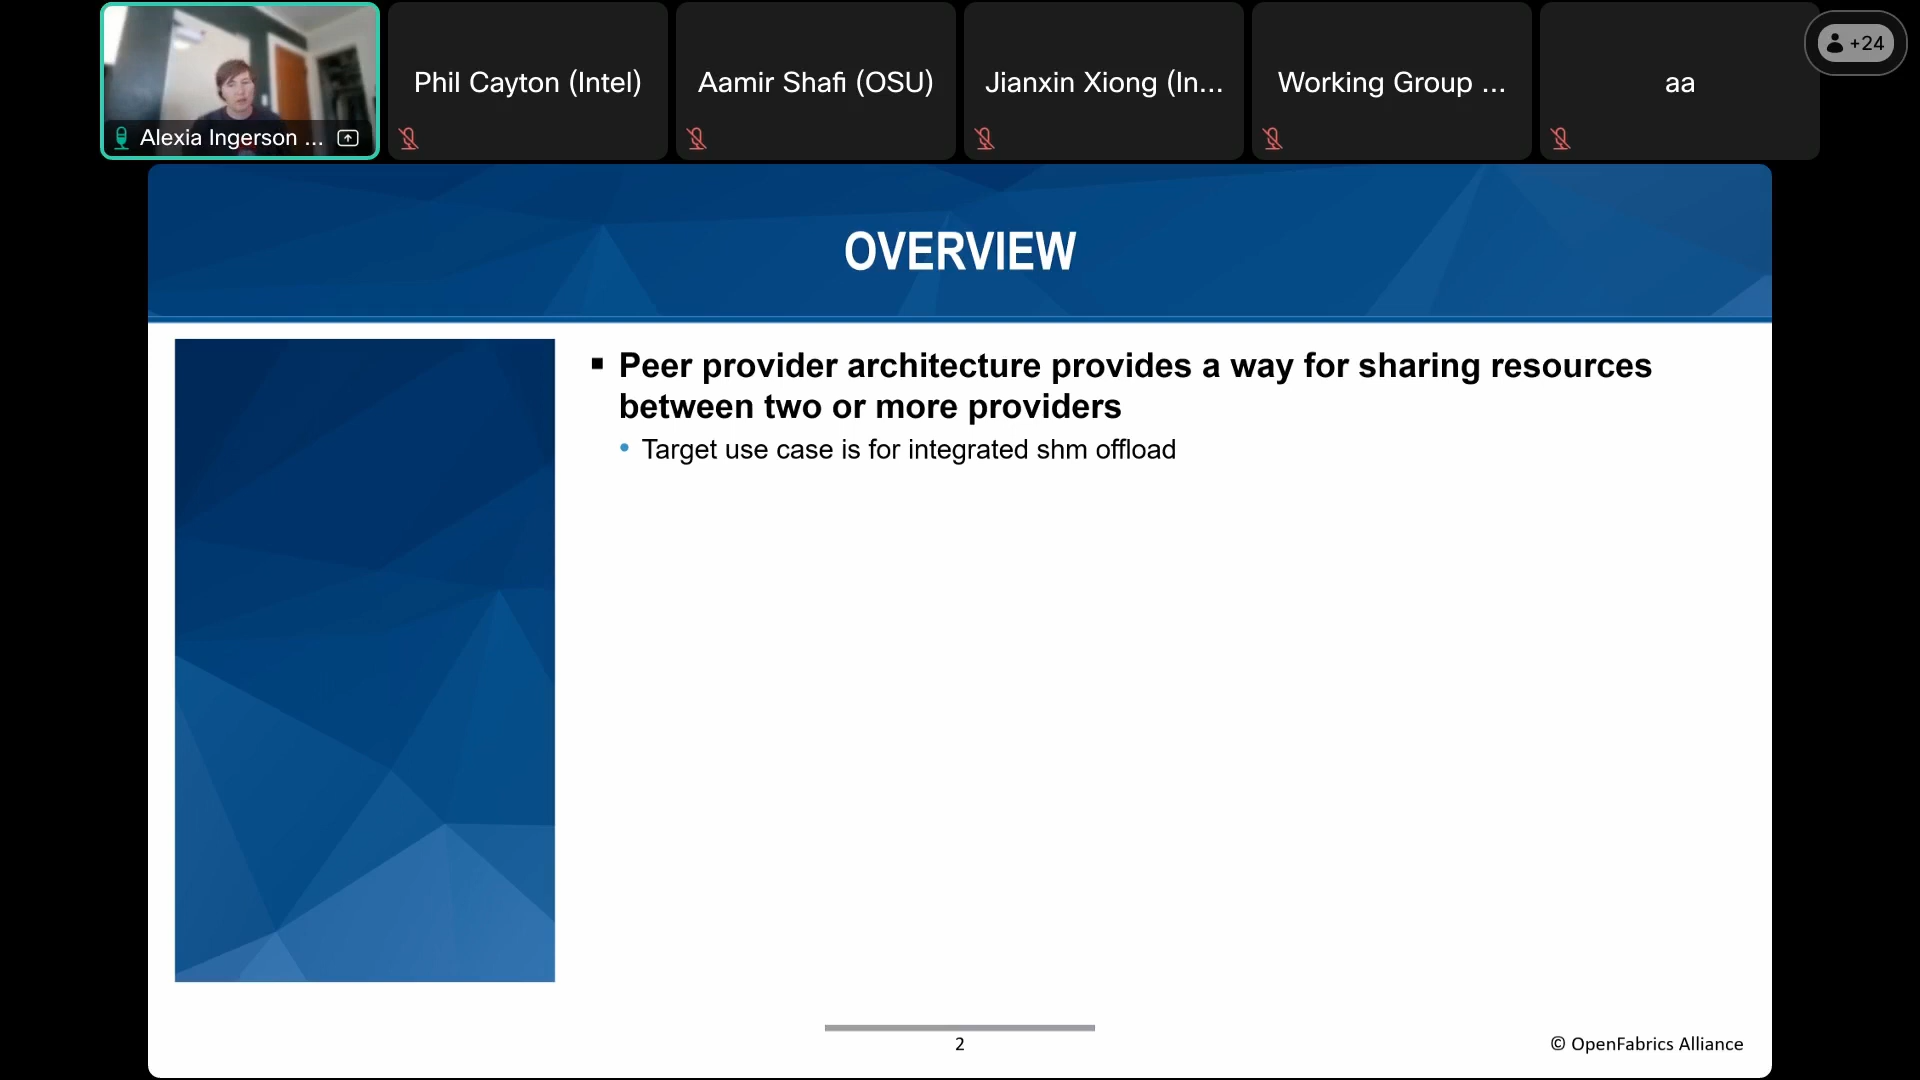 Phil Cayton (Intel)
Aamir Shafi (OSU)
Jianxin Xiong (In...
Working Group ...
aa
+24
Alexia Ingerson ...
OVERVIEW
▪ Peer provider architecture provides a way for sharing resources
between two or more providers
• Target use case is for integrated shm offload
2
© OpenFabrics Alliance